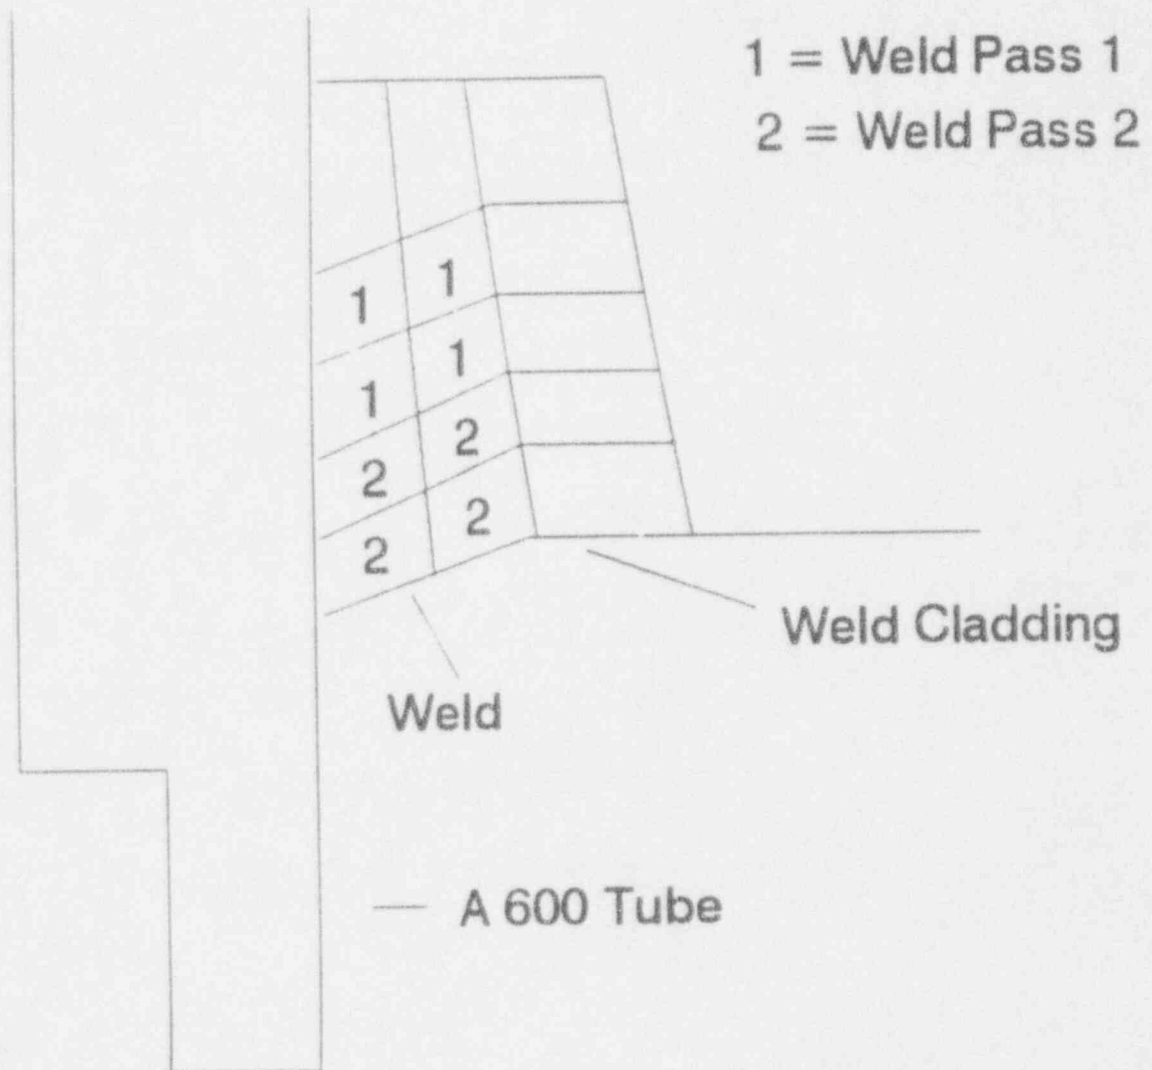 1 = Weld Pass 1
2 = Weld Pass 2
1 1
1 1
2 2
2 2
Weld Cladding
Weld
A 600 Tube